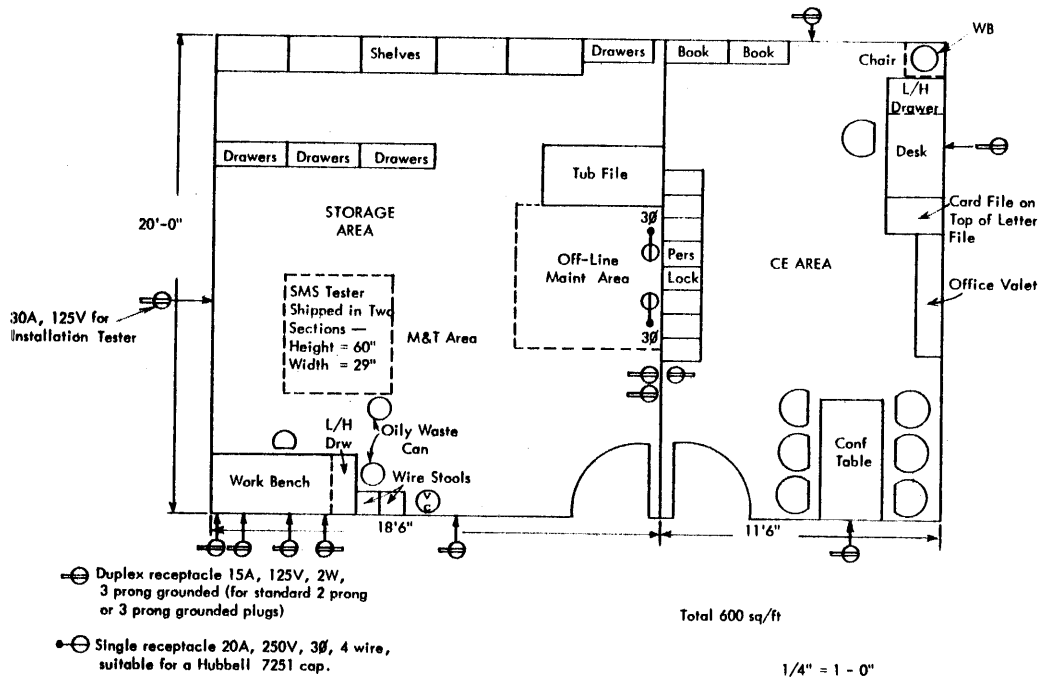 WB
Shelves
Drawers
Book
Book
Chair
L/H
Drawer
Drawers
Drawers
Drawers
Desk
Tub File
Card File on
Top of Letter
File
20'-0"
STORAGE
AREA
3Ø
Off-Line
Maint Area
Pers
Lock
CE AREA
Office Valet
SMS Tester
Shipped in Two
Sections —
Height = 60"
Width = 29"
30A, 125V for
Installation Tester
M&T Area
3Ø
L/H
Drw
Oily Waste
Can
Conf
Table
Work Bench
Wire Stools
VC
18'6"
11'6"
Duplex receptacle 15A, 125V, 2W,
3 prong grounded (for standard 2 prong
or 3 prong grounded plugs)
Total 600 sq/ft
Single receptacle 20A, 250V, 3Ø, 4 wire,
suitable for a Hubbell 7251 cap.
1/4" = 1 - 0"